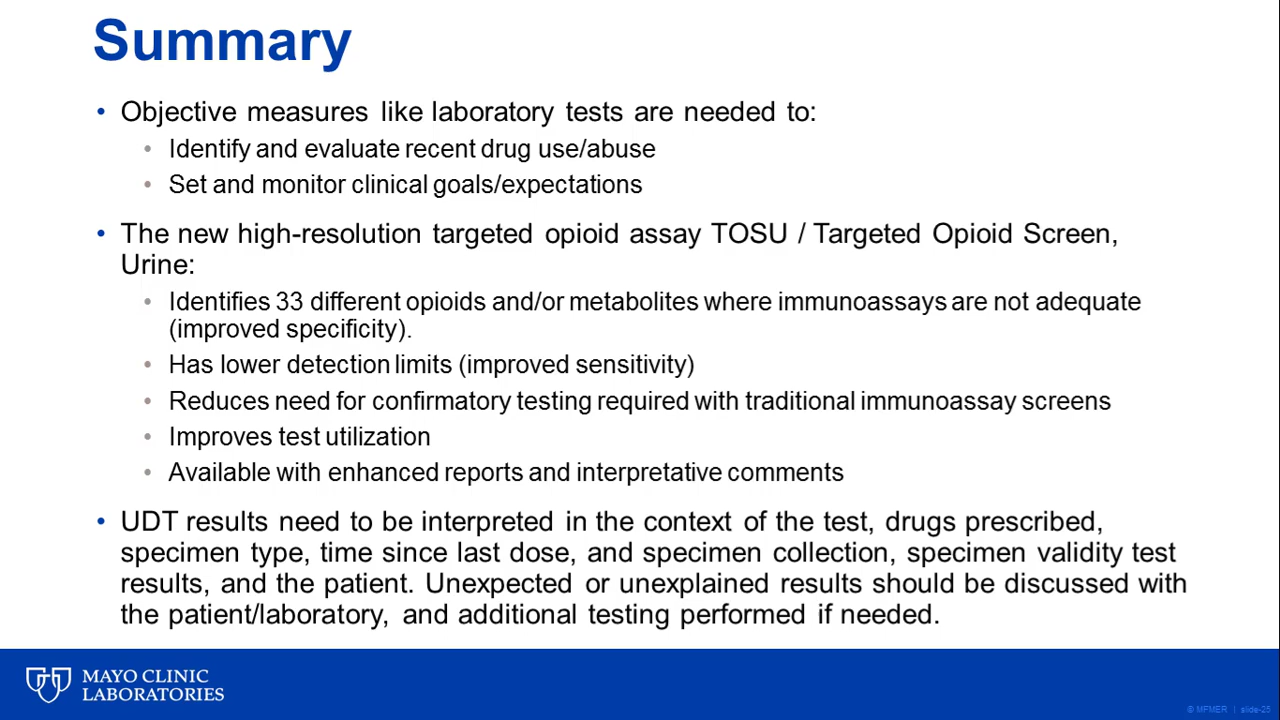 Summary
• Objective measures like laboratory tests are needed to:
• Identify and evaluate recent drug use/abuse
• Set and monitor clinical goals/expectations
• The new high-resolution targeted opioid assay TOSU / Targeted Opioid Screen,
Urine:
• Identifies 33 different opioids and/or metabolites where immunoassays are not adequate
(improved specificity).
• Has lower detection limits (improved sensitivity)
• Reduces need for confirmatory testing required with traditional immunoassay screens
• Improves test utilization
• Available with enhanced reports and interpretative comments
• UDT results need to be interpreted in the context of the test, drugs prescribed,
specimen type, time since last dose, and specimen collection, specimen validity test
results, and the patient. Unexpected or unexplained results should be discussed with
the patient/laboratory, and additional testing performed if needed.
MAYO CLINIC
LABORATORIES
© MFMER | slide-25